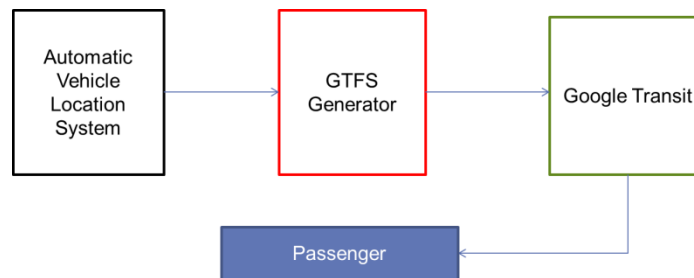 Automatic
Vehicle
Location
System
GTFS
Generator
Google Transit
Passenger